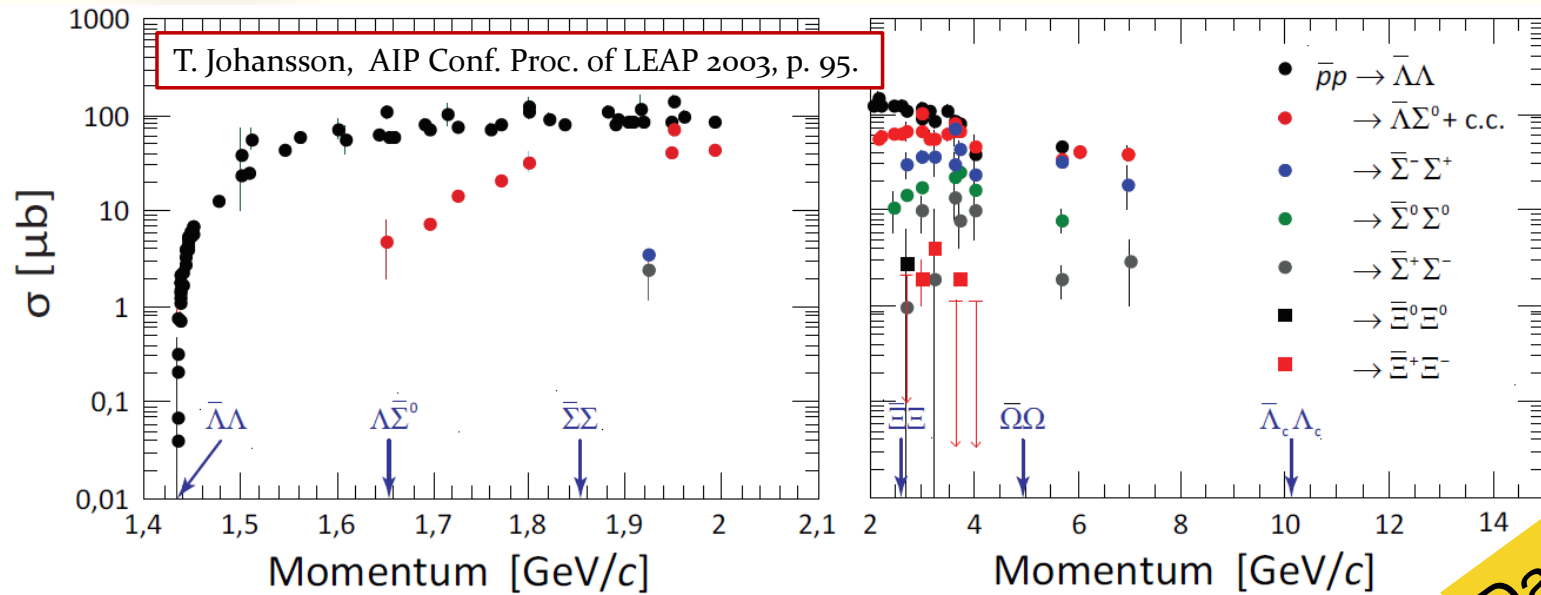 T. Johansson, AIP Conf. Proc. of LEAP 2003, p. 95.
σ [μb]
1000
100
10
1
0,1
0,01
Λ̅Λ
ΛΣ̅⁰
Σ̅Σ
1,4 1,5 1,6 1,7 1,8 1,9 2 2,1
Momentum [GeV/c]
p̅p → Λ̅Λ
→ Λ̅Σ⁰ + c.c.
→ Σ̅⁻Σ⁺
→ Σ̅⁰Σ⁰
→ Σ̅⁺Σ⁻
→ Ξ̅⁰Ξ⁰
→ Ξ̅⁺Ξ⁻
Ξ̅Ξ
Ω̅Ω
Λ̅꜀Λ꜀
2 4 6 8 10 12 14
Momentum [GeV/c]